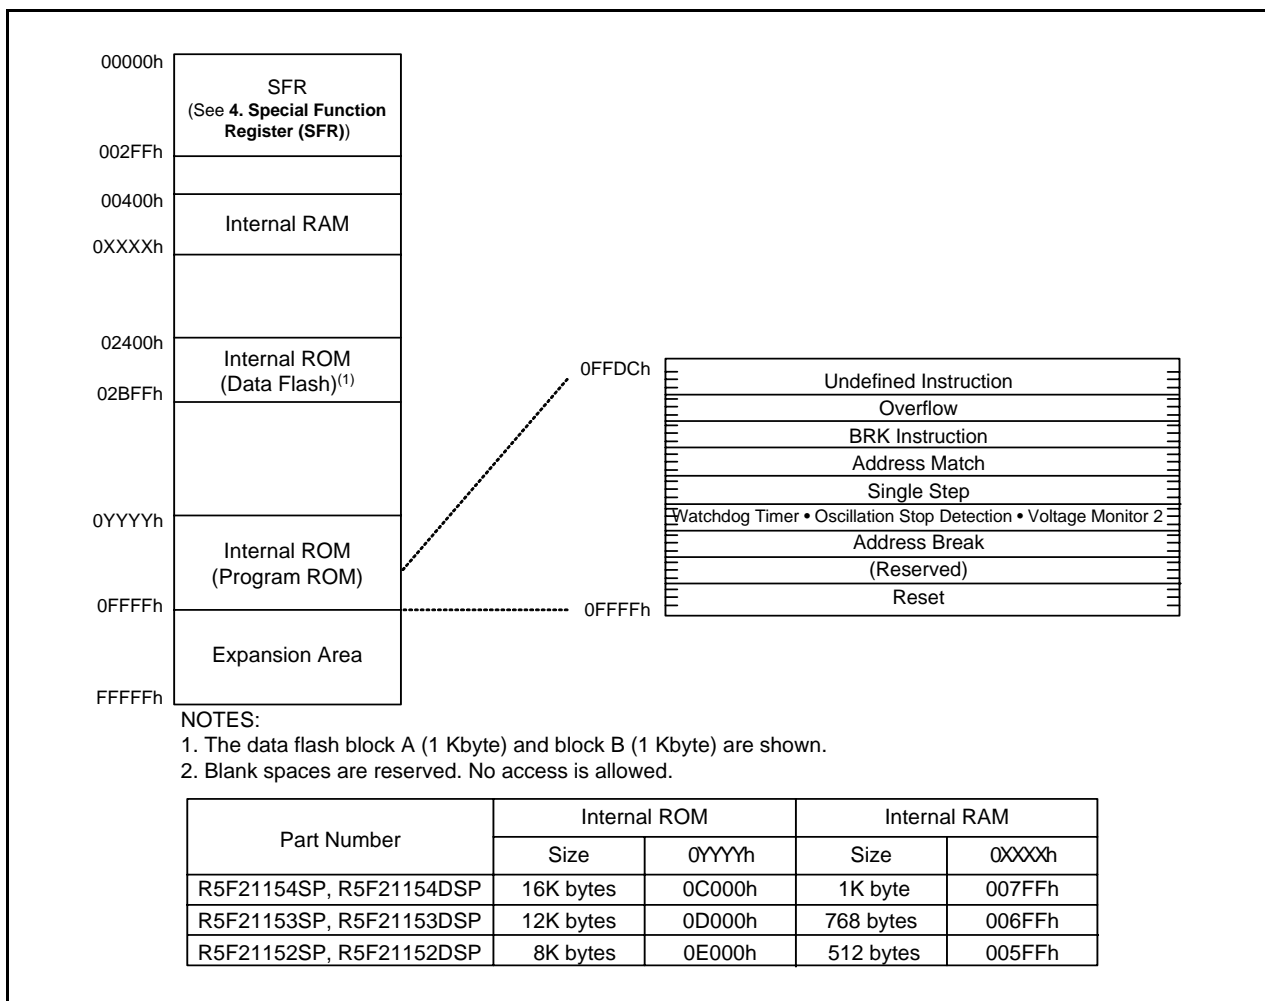 00000h
SFR
(See 4. Special Function
Register (SFR))
002FFh
00400h
Internal RAM
0XXXXh
02400h
Internal ROM
(Data Flash)(1)
02BFFh
0YYYYh
Internal ROM
(Program ROM)
0FFFFh
Expansion Area
FFFFFh
0FFDCh
Undefined Instruction
Overflow
BRK Instruction
Address Match
Single Step
Watchdog Timer • Oscillation Stop Detection • Voltage Monitor 2
Address Break
(Reserved)
Reset
0FFFFh
NOTES:
1. The data flash block A (1 Kbyte) and block B (1 Kbyte) are shown.
2. Blank spaces are reserved. No access is allowed.
Part Number Internal ROM Internal RAM
Size 0YYYYh Size 0XXXXh
R5F21154SP, R5F21154DSP 16K bytes 0C000h 1K byte 007FFh
R5F21153SP, R5F21153DSP 12K bytes 0D000h 768 bytes 006FFh
R5F21152SP, R5F21152DSP 8K bytes 0E000h 512 bytes 005FFh